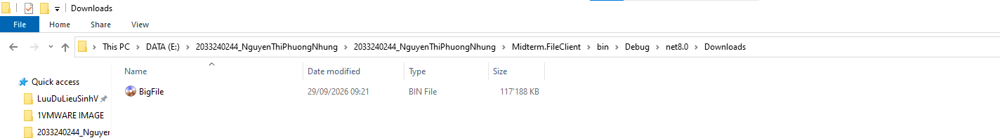 Downloads
File Home Share View
This PC DATA (E:) 2033240244_NguyenThiPhuongNhung 2033240244_NguyenThiPhuongNhung Midterm.FileClient bin Debug net8.0 Downloads
Name Date modified Type Size
Quick access
BigFile 29/09/2026 09:21 BIN File 117'188 KB
LuuDuLieuSinhV
1VMWARE IMAGE
2033240244_Nguyer